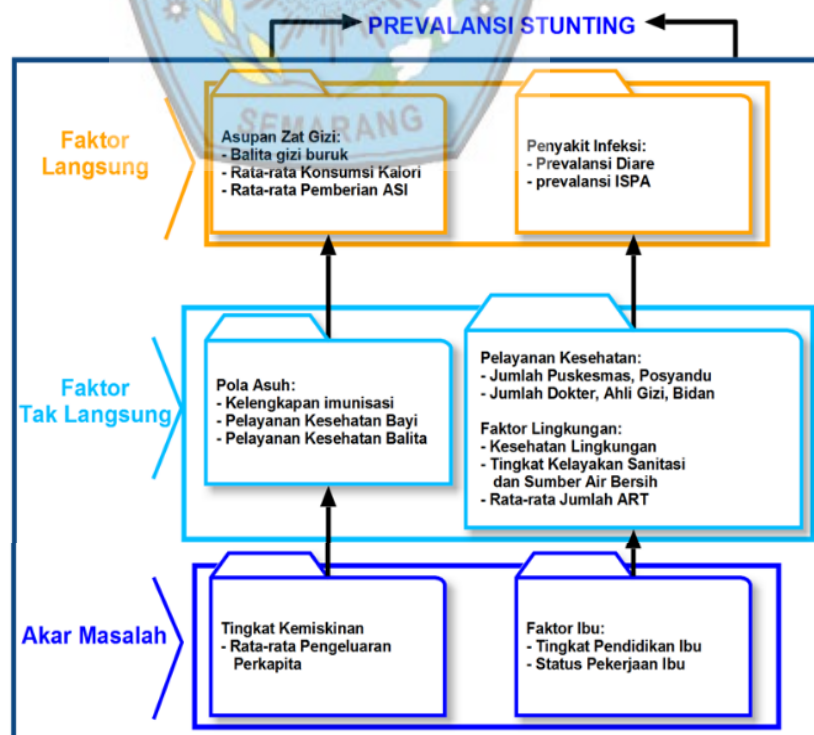 PREVALANSI STUNTING
SEMARANG
Faktor
Langsung
Asupan Zat Gizi:
- Balita gizi buruk
- Rata-rata Konsumsi Kalori
- Rata-rata Pemberian ASI
Penyakit Infeksi:
- Prevalansi Diare
- prevalansi ISPA
Faktor
Tak Langsung
Pola Asuh:
- Kelengkapan imunisasi
- Pelayanan Kesehatan Bayi
- Pelayanan Kesehatan Balita
Pelayanan Kesehatan:
- Jumlah Puskesmas, Posyandu
- Jumlah Dokter, Ahli Gizi, Bidan
Faktor Lingkungan:
- Kesehatan Lingkungan
- Tingkat Kelayakan Sanitasi
dan Sumber Air Bersih
- Rata-rata Jumlah ART
Akar Masalah
Tingkat Kemiskinan
- Rata-rata Pengeluaran
Perkapita
Faktor Ibu:
- Tingkat Pendidikan Ibu
- Status Pekerjaan Ibu